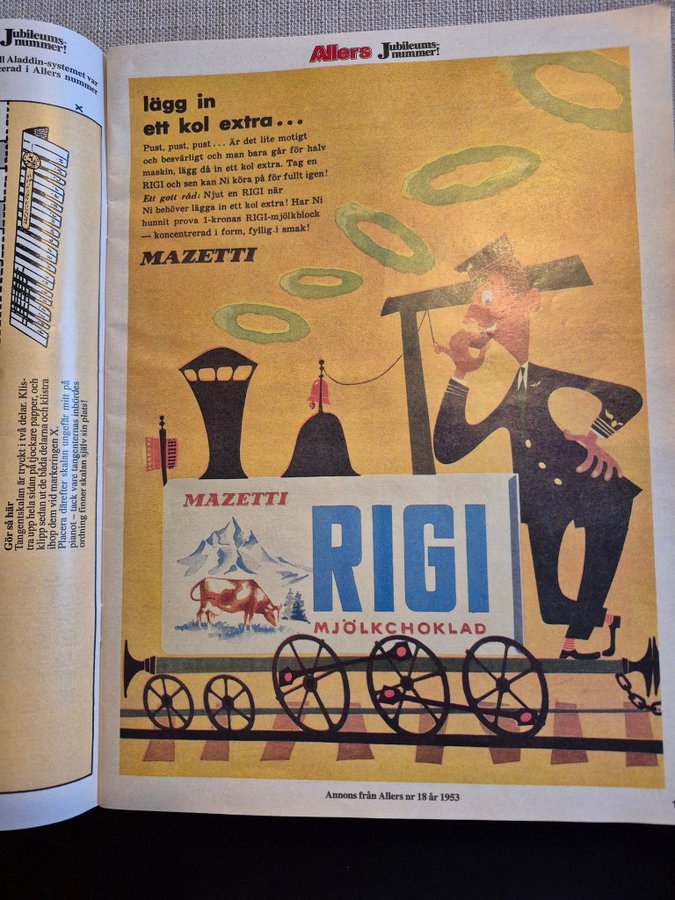 Jubileums-
nummer!
ll Aladdin-systemet var
cerad i Allers nummer
X
Gör så här
Tangentskalan är tryckt i två delar. Klis-
tra upp hela sidan på tjockare papper, och
klipp sedan ut de båda delarna och klistra
ihop dem vid markeringen X.
Placera därefter skalan ungefär mitt på
pianot – tack vare tangenternas inbördes
ordning finner skalan själv sin plats!
Allers Jubileums-
nummer!
lägg in
ett kol extra...
Pust, pust, pust... Är det lite motigt
och besvärligt och man bara går för halv
maskin, lägg då in ett kol extra. Tag en
RIGI och sen kan Ni köra på för fullt igen!
Ett gott råd: Njut en RIGI när
Ni behöver lägga in ett kol extra! Har Ni
hunnit prova 1-kronas RIGI-mjölkblock
— koncentrerad i form, fyllig i smak!
MAZETTI
MAZETTI
RIGI
MJÖLKCHOKLAD
Annons från Allers nr 18 år 1953